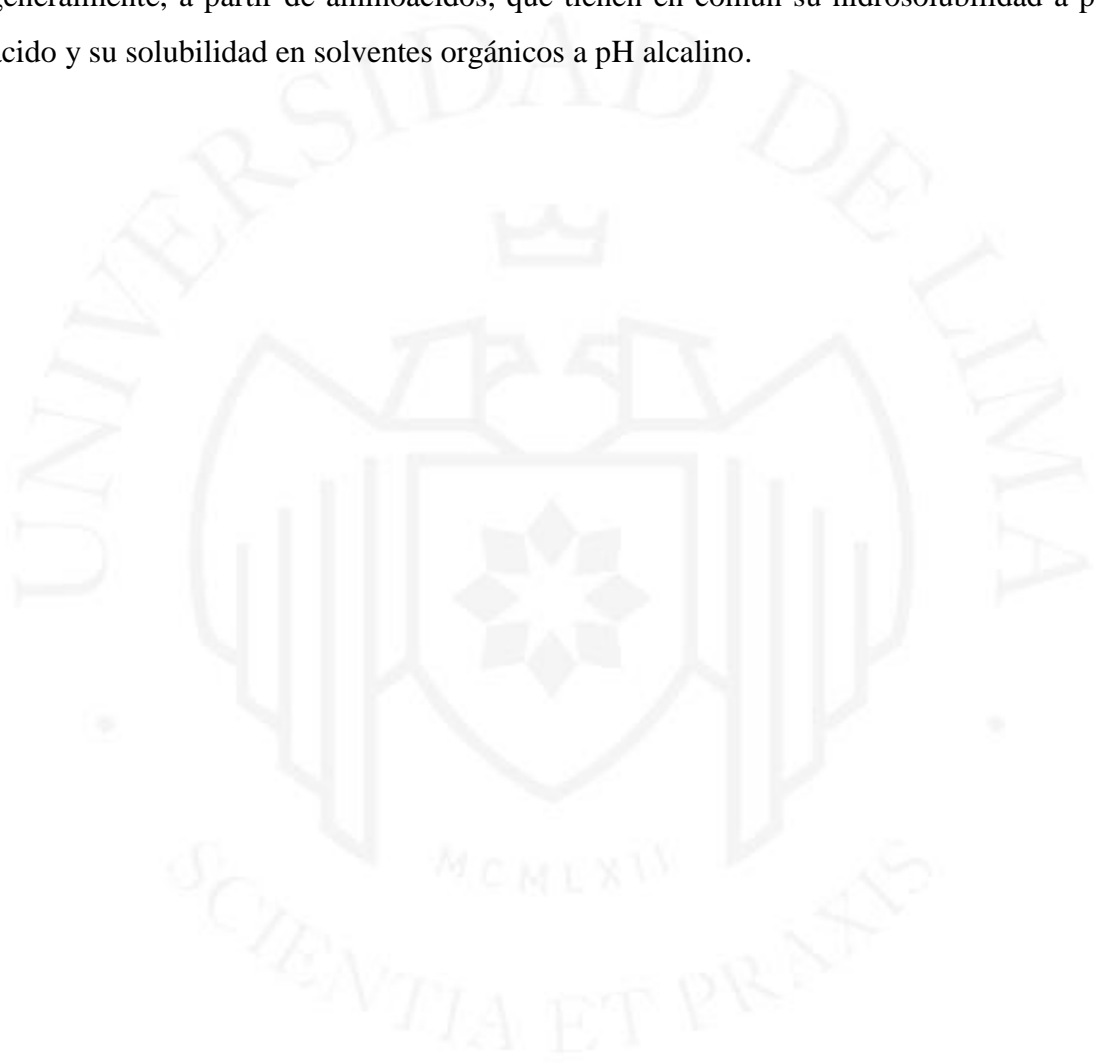 generalmente, a partir de aminoácidos, que tienen en común su hidrosolubilidad a p
ácido y su solubilidad en solventes orgánicos a pH alcalino.
UNIVERSIDAD DE LIMA
MCMLXII
SCIENTIA ET PRAXIS